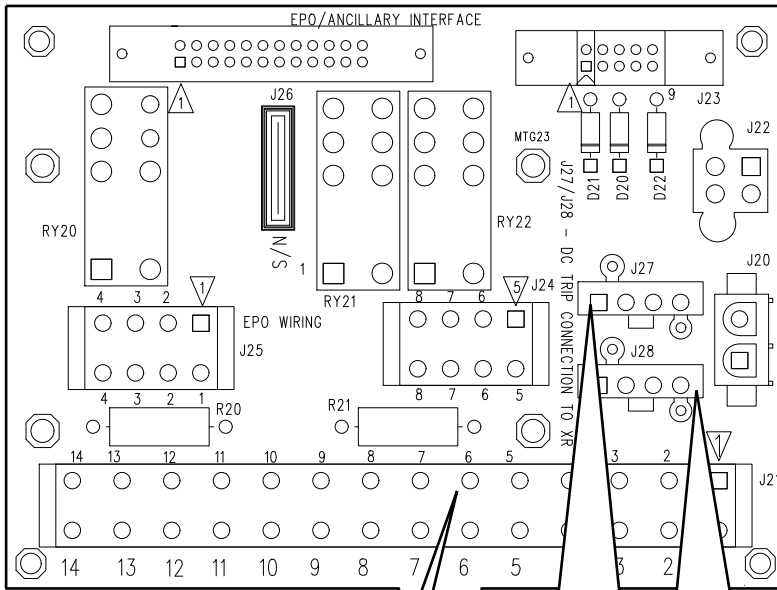 EPO/ANCILLARY INTERFACE
1
J26
1
9
J23
MTG23
J22
D21
D20
D22
J27/J28 - DC TRIP CONNECTION TO XR
RY20
N/S
1
RY21
RY22
J27
J20
4 3 2 1
8 7 6 5
J24
EPO WIRING
J25
J28
4 3 2 1
8 7 6 5
R20
R21
1
14 13 12 11 10 9 8 7 6 5 3 2
J21
14 13 12 11 10 9 8 7 6 5 3 2